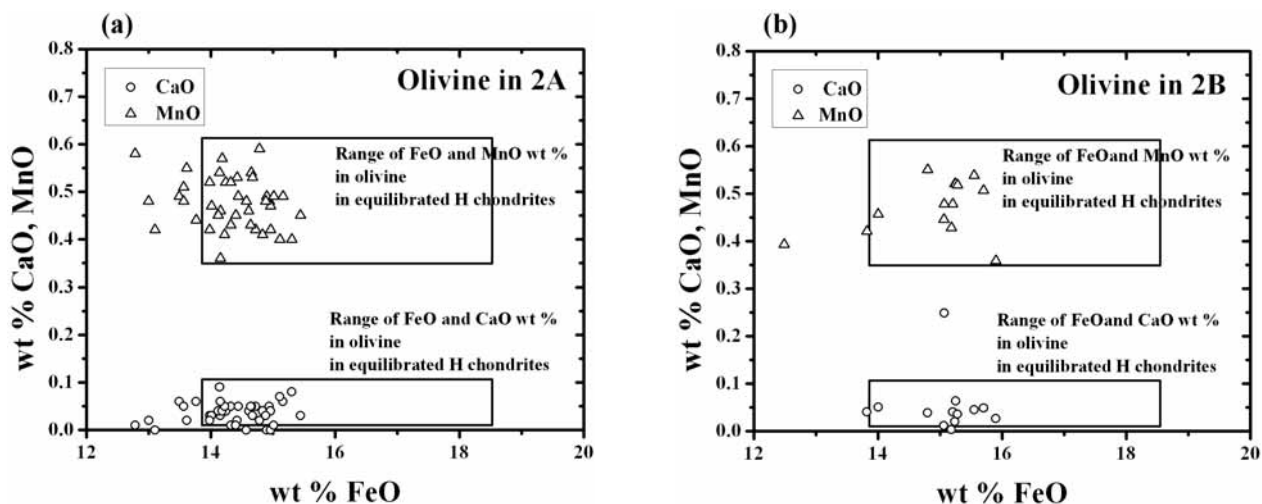 (a)
Olivine in 2A
CaO
MnO
Range of FeO and MnO wt %
in olivine
in equilibrated H chondrites
Range of FeO and CaO wt %
in olivine
in equilibrated H chondrites
wt % CaO, MnO
0.8
0.7
0.6
0.5
0.4
0.3
0.2
0.1
0.0
12
14
16
18
20
wt % FeO
(b)
Olivine in 2B
CaO
MnO
Range of FeOand MnO wt %
in olivine
in equilibrated H chondrites
Range of FeOand CaO wt %
in olivine
in equilibrated H chondrites
wt % CaO, MnO
0.8
0.7
0.6
0.5
0.4
0.3
0.2
0.1
0.0
12
14
16
18
20
wt % FeO